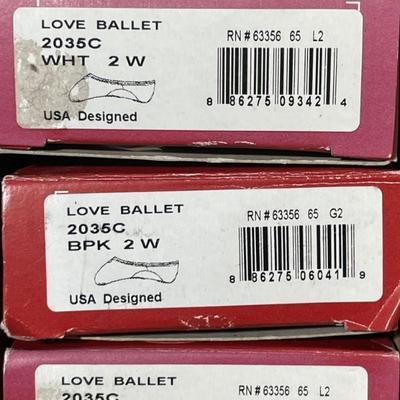 LOVE BALLET
2035C
WHT 2 W
USA Designed
RN # 63356 65 L2
8 86275 09342 4
LOVE BALLET
2035C
BPK 2 W
USA Designed
RN # 63356 65 G2
8 86275 06041 9
LOVE BALLET
2035C
RN # 63356 65 L2